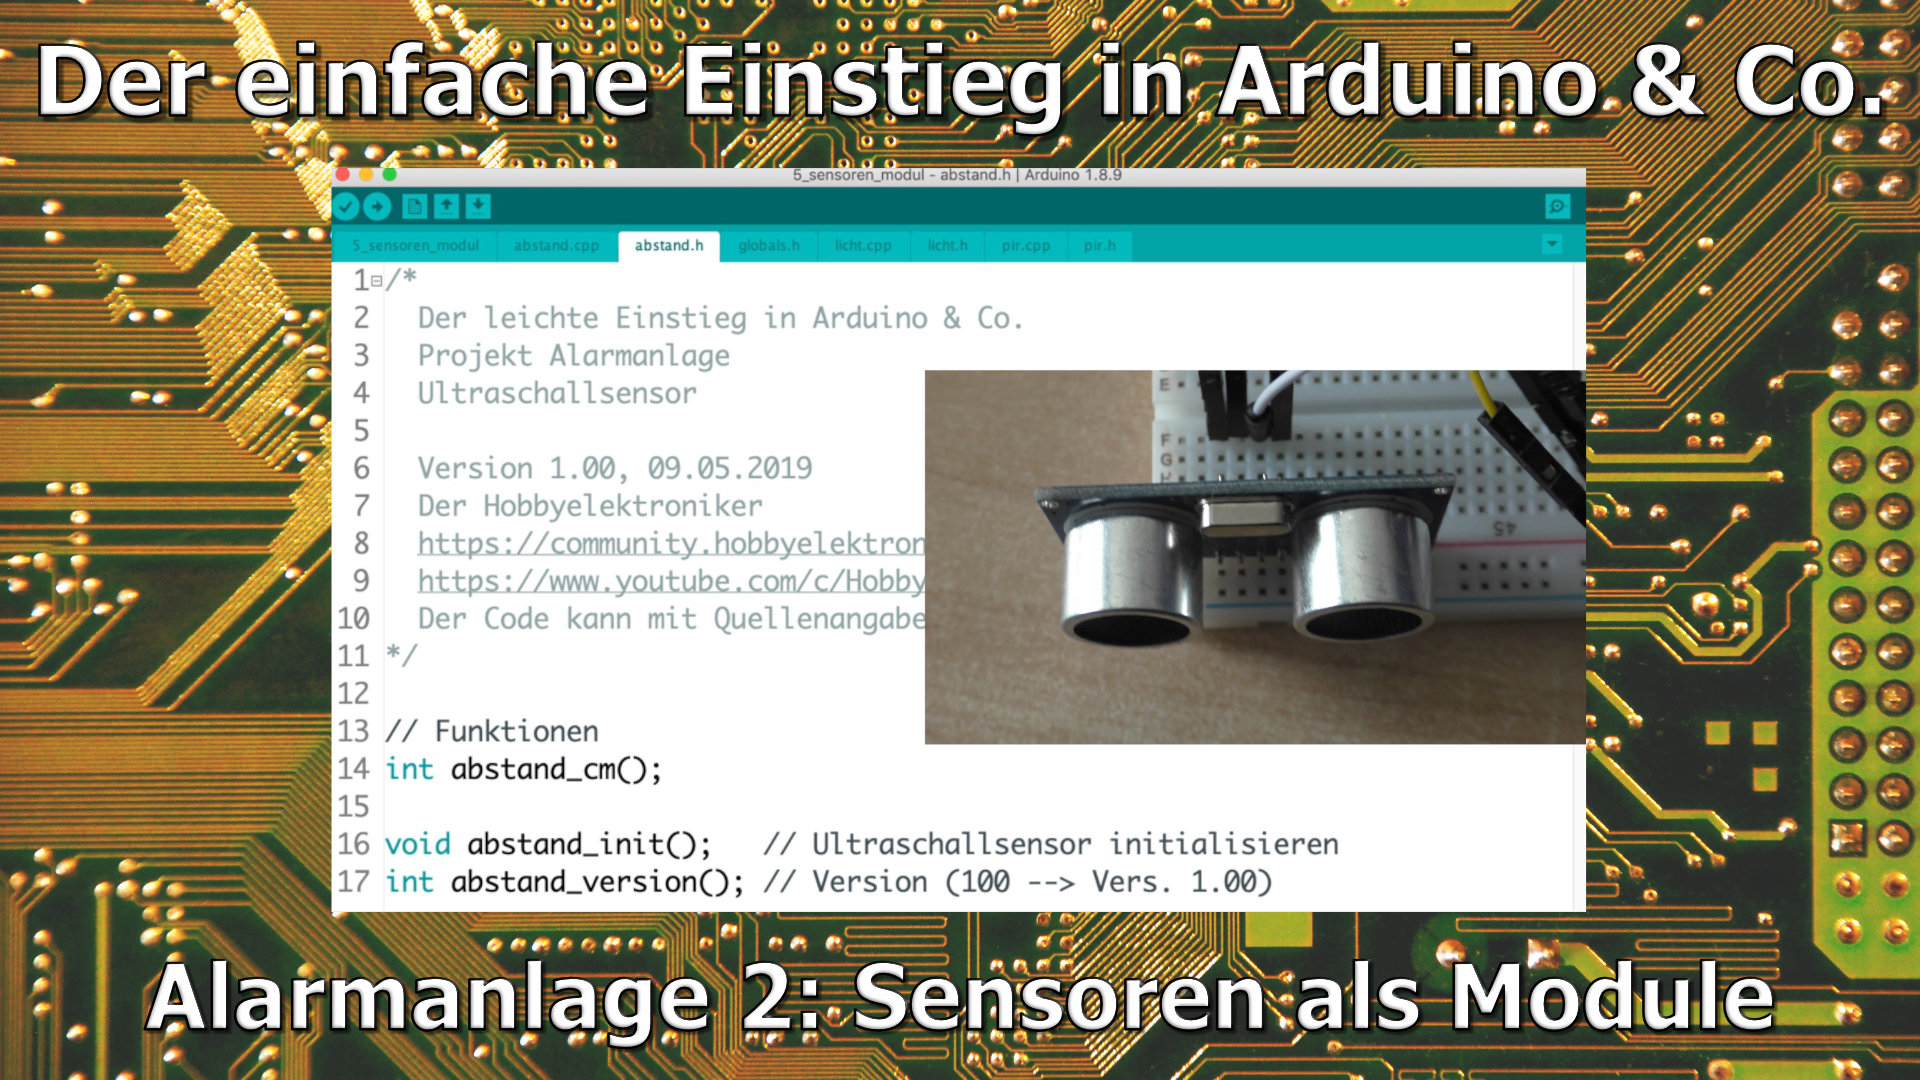 Der einfache Einstieg in Arduino & Co.
5_sensoren_modul - abstand.h | Arduino 1.8.9
5_sensoren_modul abstand.cpp abstand.h globals.h licht.cpp licht.h pir.cpp pir.h
1 /*
2 Der leichte Einstieg in Arduino & Co.
3 Projekt Alarmanlage
4 Ultraschallsensor
5
6 Version 1.00, 09.05.2019
7 Der Hobbyelektroniker
8 https://community.hobbyelektron
9 https://www.youtube.com/c/Hobby
10 Der Code kann mit Quellenangabe
11 */
12
13 // Funktionen
14 int abstand_cm();
15
16 void abstand_init(); // Ultraschallsensor initialisieren
17 int abstand_version(); // Version (100 --> Vers. 1.00)
E
F
G
45
Alarmanlage 2: Sensoren als Module